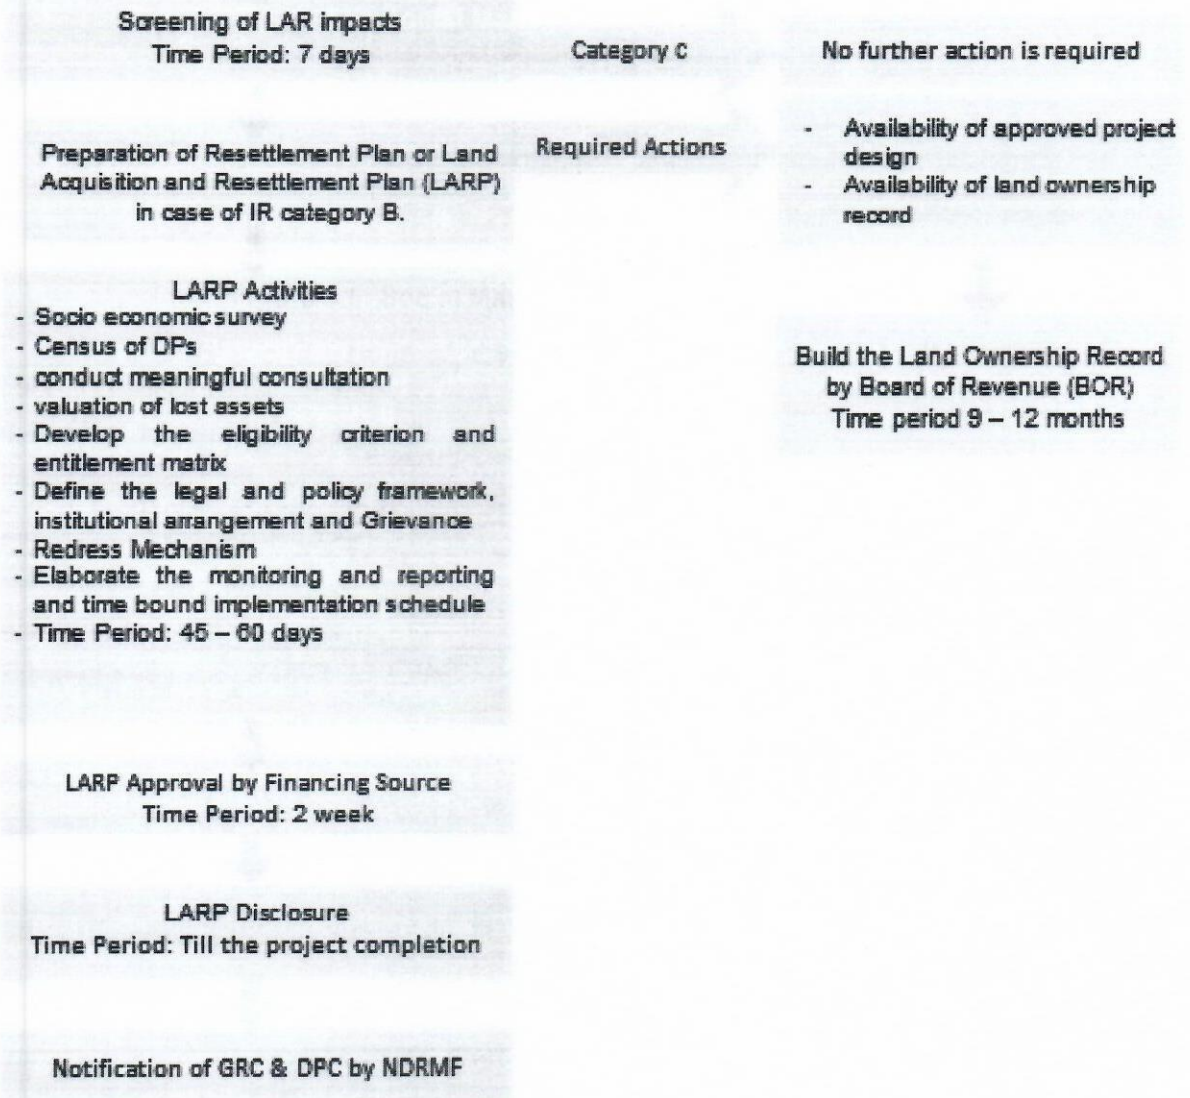 Screening of LAR impacts
Time Period: 7 days
Category C
No further action is required
Preparation of Resettlement Plan or Land
Acquisition and Resettlement Plan (LARP)
in case of IR category B.
Required Actions
- Availability of approved project
design
- Availability of land ownership
record
LARP Activities
- Socio economic survey
- Census of DPs
- conduct meaningful consultation
- valuation of lost assets
- Develop the eligibility criterion and
entitlement matrix
- Define the legal and policy framework,
institutional arrangement and Grievance
- Redress Mechanism
- Elaborate the monitoring and reporting
and time bound implementation schedule
- Time Period: 45 – 60 days
Build the Land Ownership Record
by Board of Revenue (BOR)
Time period 9 – 12 months
LARP Approval by Financing Source
Time Period: 2 week
LARP Disclosure
Time Period: Till the project completion
Notification of GRC & DPC by NDRMF